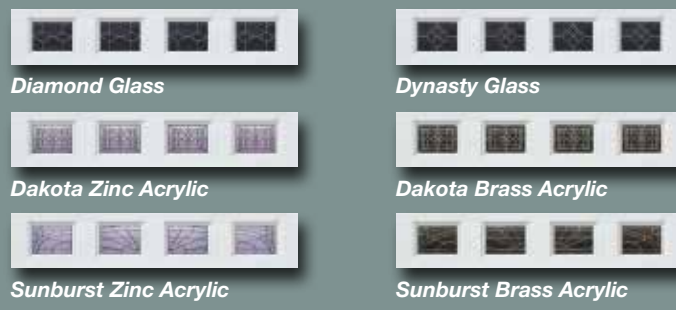 Diamond Glass
Dynasty Glass
Dakota Zinc Acrylic
Dakota Brass Acrylic
Sunburst Zinc Acrylic
Sunburst Brass Acrylic